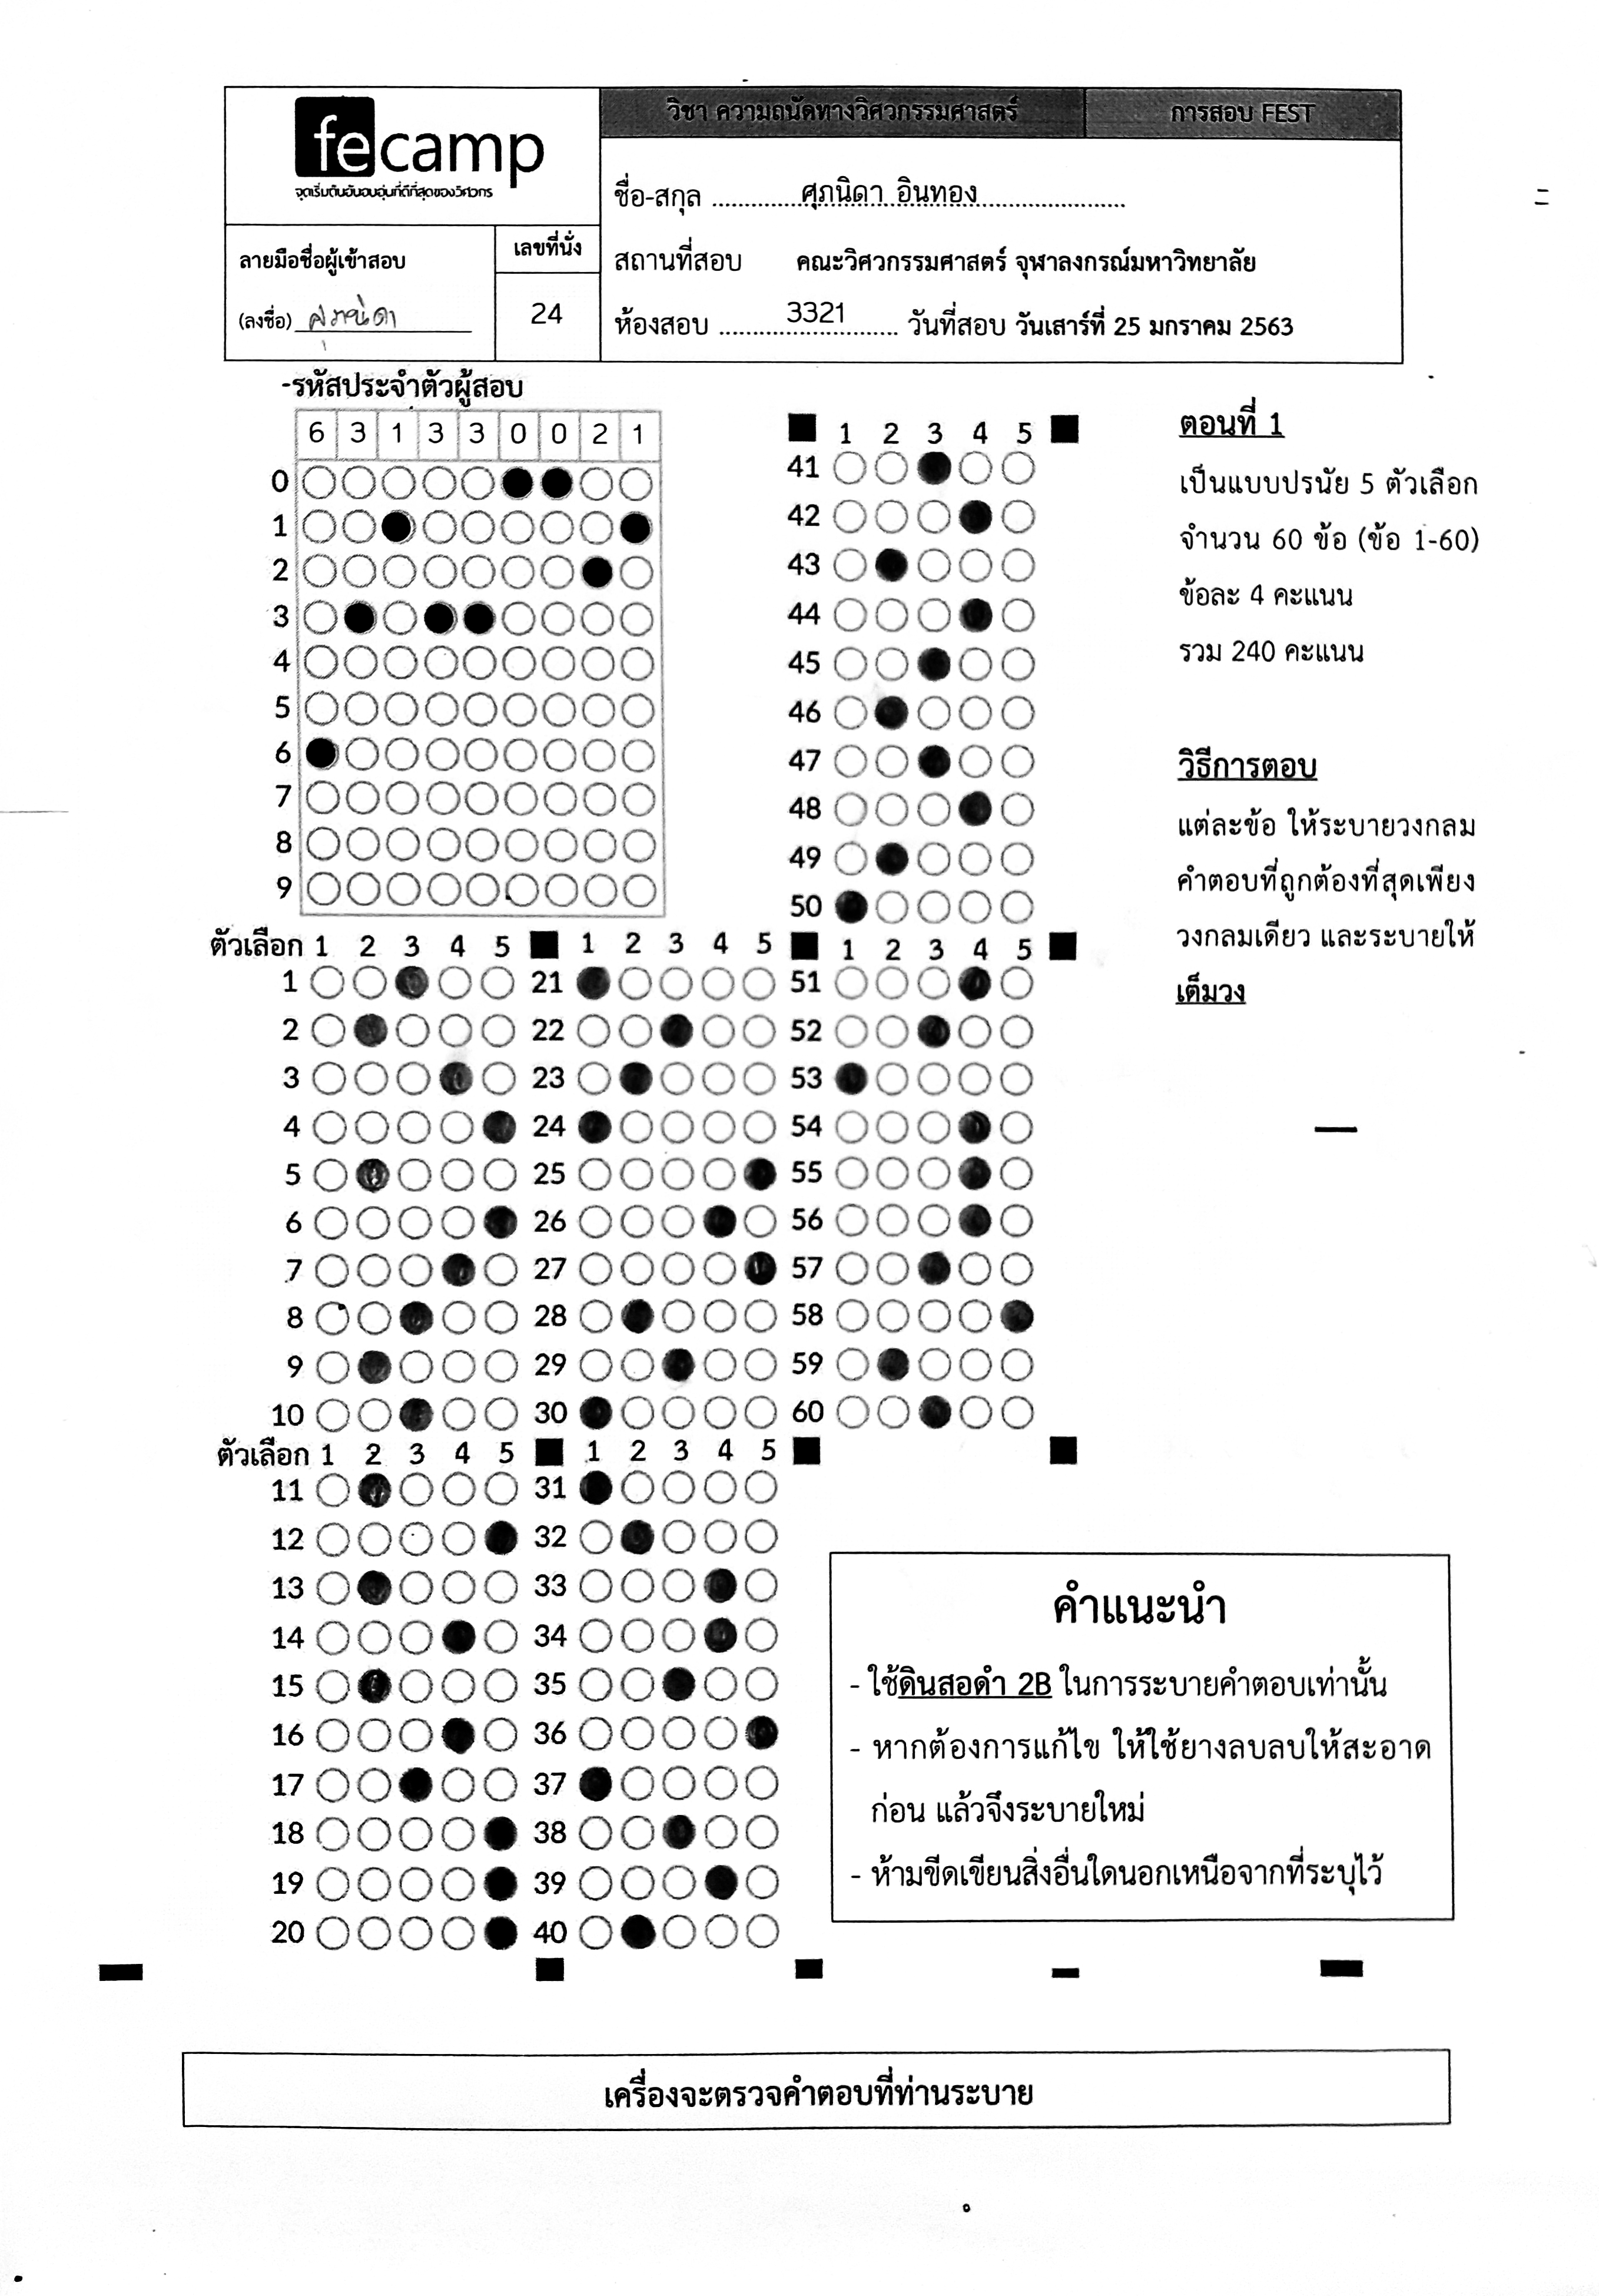 fecamp
จุดเริ่มต้นอันอบอุ่นที่ดีที่สุดของวิศวกร
วิชา ความถนัดทางวิศวกรรมศาสตร์ การสอบ FEST
ชื่อ-สกุล ศุภนิดา อินทอง
ลายมือชื่อผู้เข้าสอบ เลขที่นั่ง
สถานที่สอบ คณะวิศวกรรมศาสตร์ จุฬาลงกรณ์มหาวิทยาลัย
(ลงชื่อ) ศุภนิดา 24
ห้องสอบ 3321 วันที่สอบ วันเสาร์ที่ 25 มกราคม 2563
-รหัสประจำตัวผู้สอบ
6 3 1 3 3 0 0 2 1
0
1
2
3
4
5
6
7
8
9
1 2 3 4 5
41
42
43
44
45
46
47
48
49
50
ตอนที่ 1
เป็นแบบปรนัย 5 ตัวเลือก
จำนวน 60 ข้อ (ข้อ 1-60)
ข้อละ 4 คะแนน
รวม 240 คะแนน
วิธีการตอบ
แต่ละข้อ ให้ระบายวงกลม
คำตอบที่ถูกต้องที่สุดเพียง
วงกลมเดียว และระบายให้
เต็มวง
ตัวเลือก 1 2 3 4 5 1 2 3 4 5 1 2 3 4 5
1 21 51
2 22 52
3 23 53
4 24 54
5 25 55
6 26 56
7 27 57
8 28 58
9 29 59
10 30 60
ตัวเลือก 1 2 3 4 5 1 2 3 4 5
11 31
12 32
13 33
14 34
15 35
16 36
17 37
18 38
19 39
20 40
คำแนะนำ
- ใช้ดินสอดำ 2B ในการระบายคำตอบเท่านั้น
- หากต้องการแก้ไข ให้ใช้ยางลบลบให้สะอาด
ก่อน แล้วจึงระบายใหม่
- ห้ามขีดเขียนสิ่งอื่นใดนอกเหนือจากที่ระบุไว้
เครื่องจะตรวจคำตอบที่ท่านระบาย